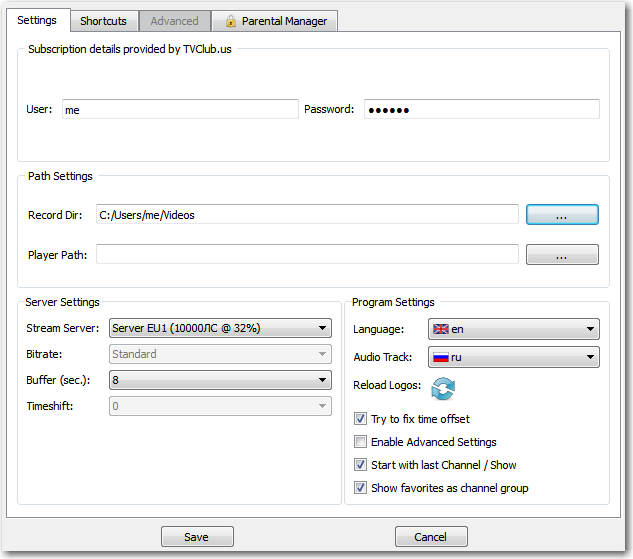 Settings Shortcuts Advanced Parental Manager
Subscription details provided by TVClub.us
User: me Password: ●●●●●●
Path Settings
Record Dir: C:/Users/me/Videos ...
Player Path: ...
Server Settings
Stream Server: Server EU1 (10000ЛС @ 32%)
Bitrate: Standard
Buffer (sec.): 8
Timeshift: 0
Program Settings
Language: en
Audio Track: ru
Reload Logos:
Try to fix time offset
Enable Advanced Settings
Start with last Channel / Show
Show favorites as channel group
Save Cancel